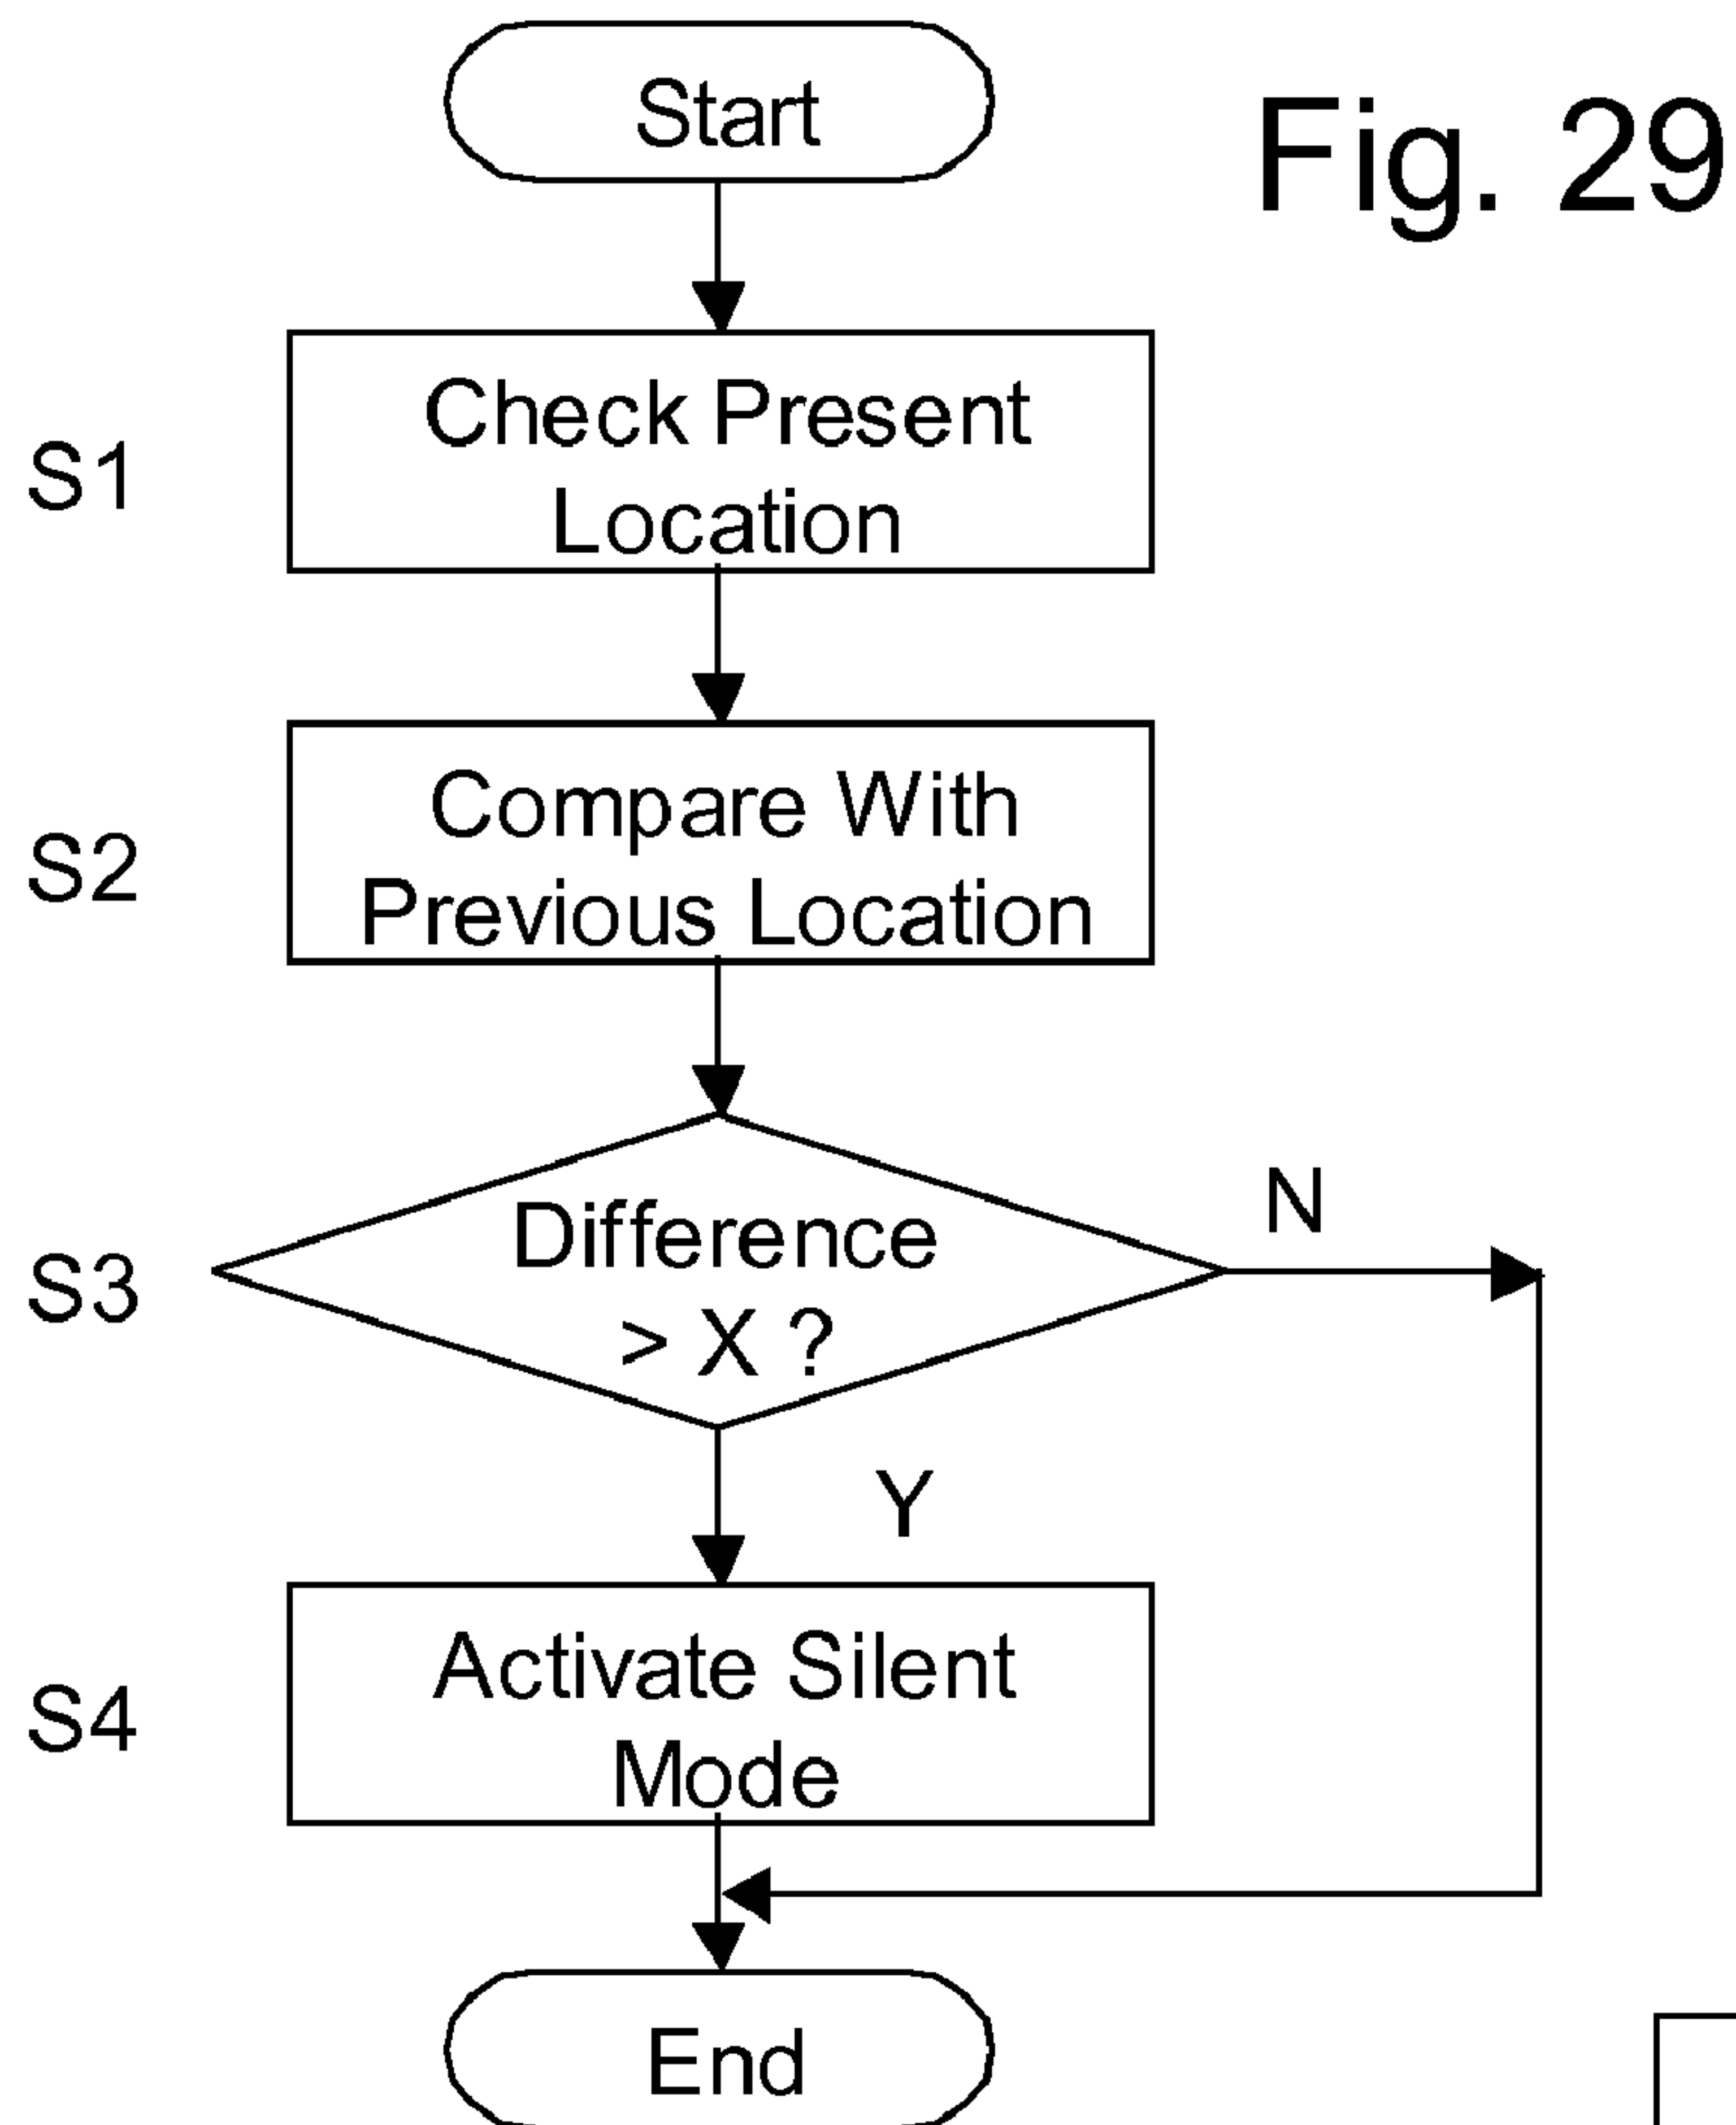 Start
Fig. 29
S1
Check Present
Location
S2
Compare With
Previous Location
S3
Difference
> X ?
N
Y
S4
Activate Silent
Mode
End